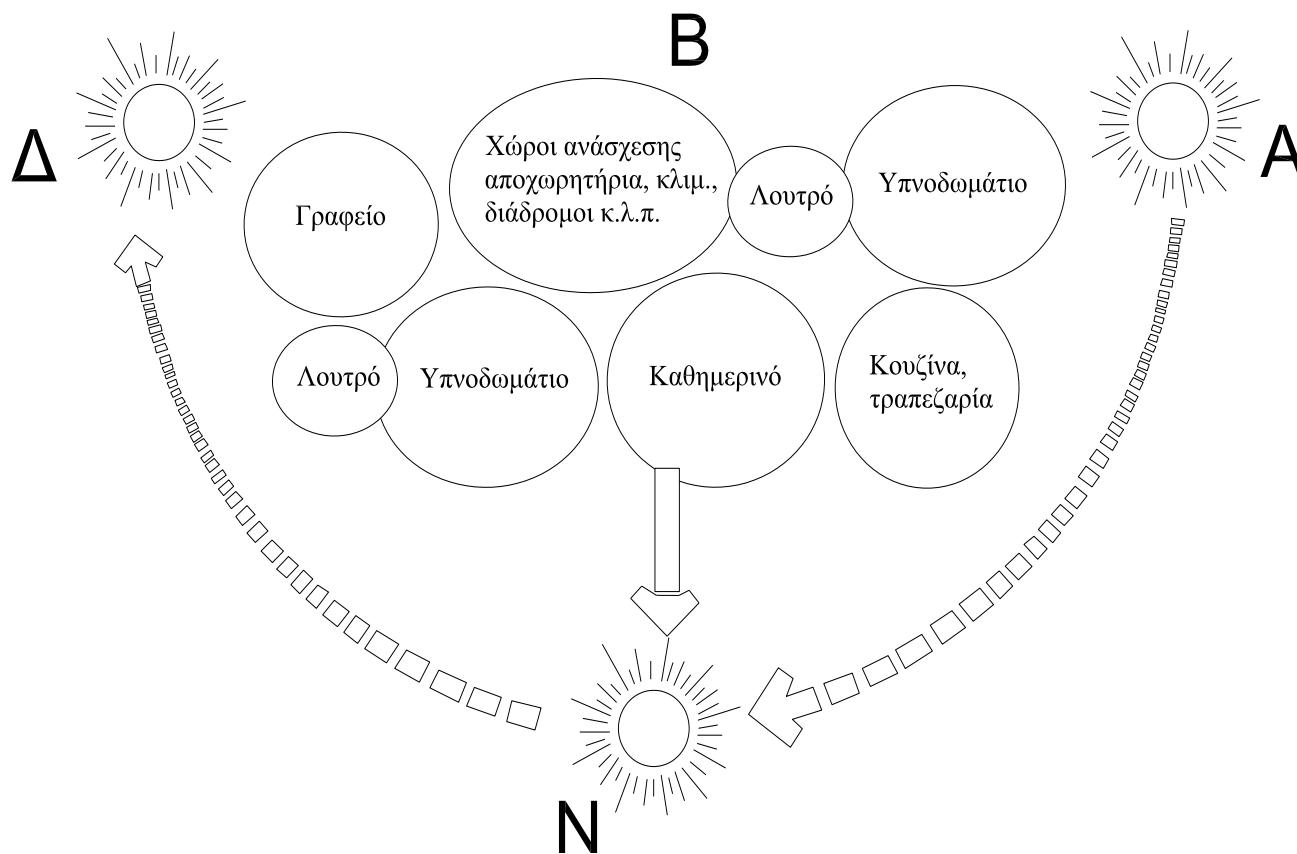 Β
Δ
Α
Χώροι ανάσχεσης
αποχωρητήρια, κλιμ.,
διάδρομοι κ.λ.π.
Λουτρό
Υπνοδωμάτιο
Γραφείο
Λουτρό
Υπνοδωμάτιο
Καθημερινό
Κουζίνα,
τραπεζαρία
Ν